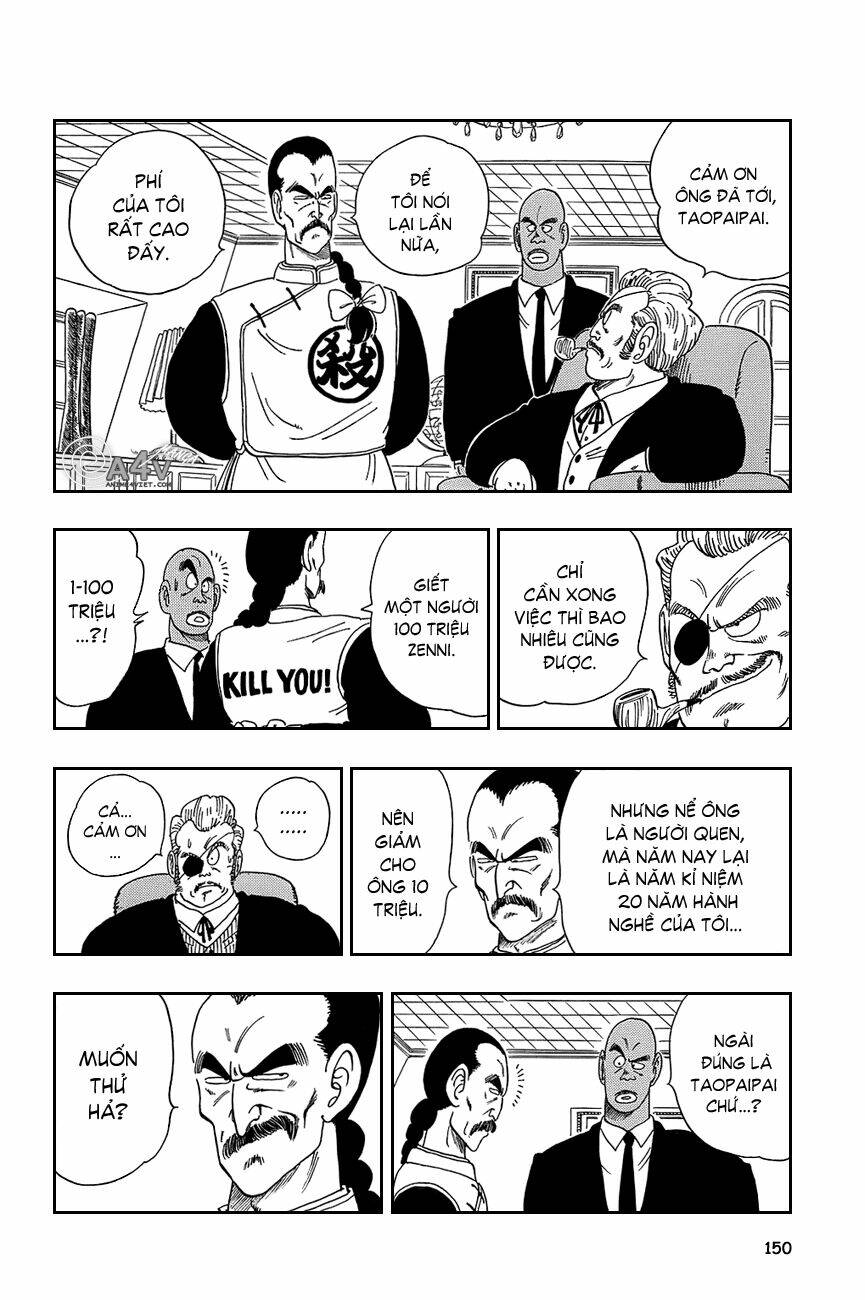 CẢM ƠN
ÔNG ĐÃ TỚI,
TAOPAIPAI.
ĐỂ
TÔI NÓI
LẠI LẦN
NỮA,
PHÍ
CỦA TÔI
RẤT CAO
ĐẤY.
殺
A4V
ANIME4VIET.COM
CHỈ
CẦN XONG
VIỆC THÌ BAO
NHIÊU CŨNG
ĐƯỢC.
GIẾT
MỘT NGƯỜI
100 TRIỆU
ZENNI.
KILL YOU!
1-100
TRIỆU
...?!
NHƯNG NỂ ÔNG
LÀ NGƯỜI QUEN,
MÀ NĂM NAY LẠI
LÀ NĂM KỈ NIỆM
20 NĂM HÀNH
NGHỀ CỦA TÔI...
NÊN
GIẢM
CHO
ÔNG 10
TRIỆU.
.....
.....
CẢ...
CẢM ƠN
...
NGÀI
ĐÚNG LÀ
TAOPAIPAI
CHỨ...?
MUỐN
THỬ
HẢ?
150